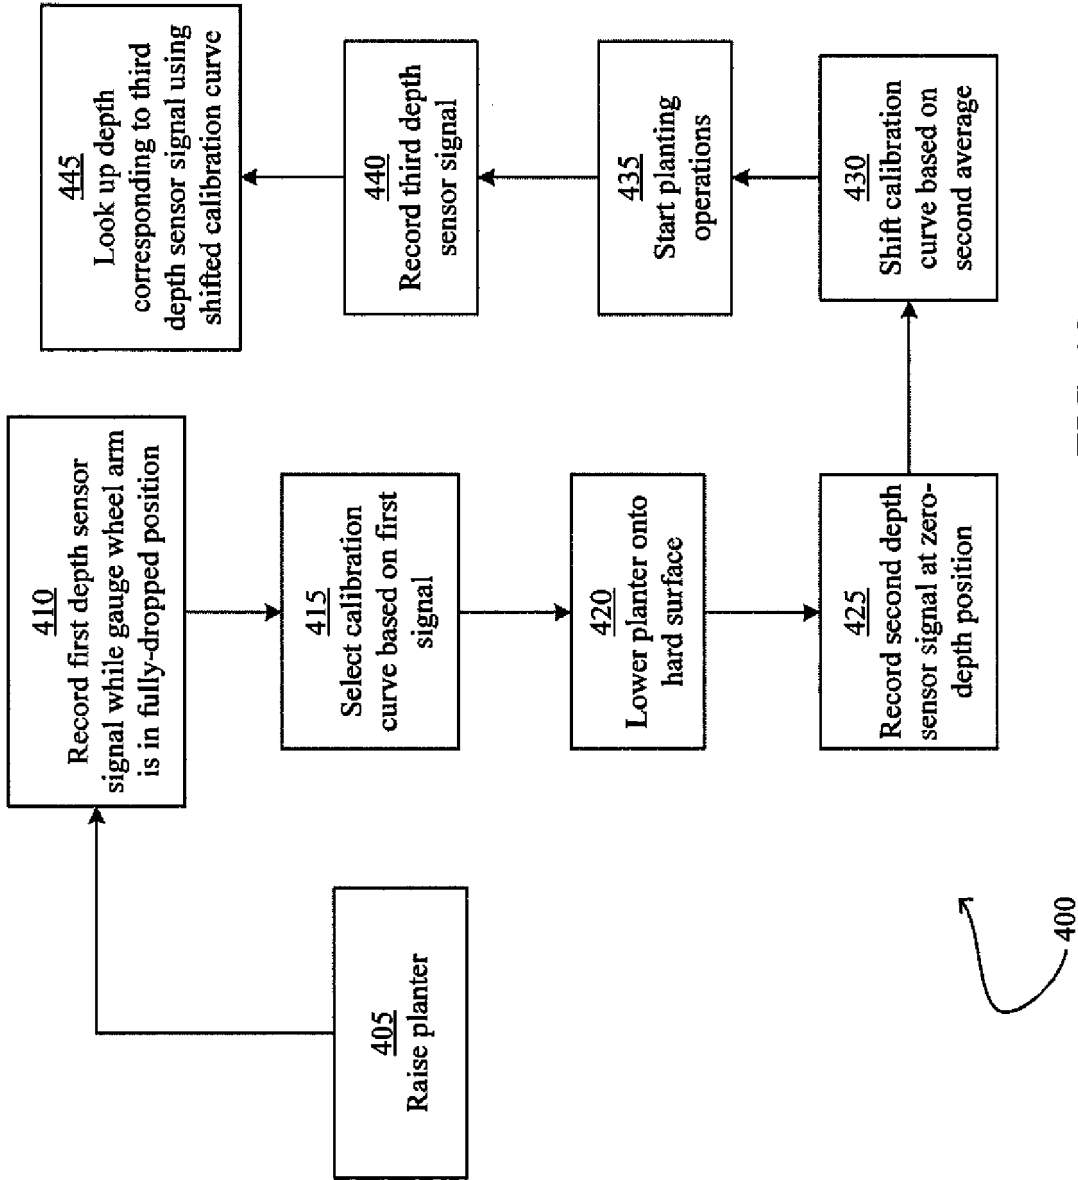 405
Raise planter
410
Record first depth sensor
signal while gauge wheel arm
is in fully-dropped position
415
Select calibration
curve based on first
signal
420
Lower planter onto
hard surface
425
Record second depth
sensor signal at zero-
depth position
430
Shift calibration
curve based on
second average
435
Start planting
operations
440
Record third depth
sensor signal
445
Look up depth
corresponding to third
depth sensor signal using
shifted calibration curve
400